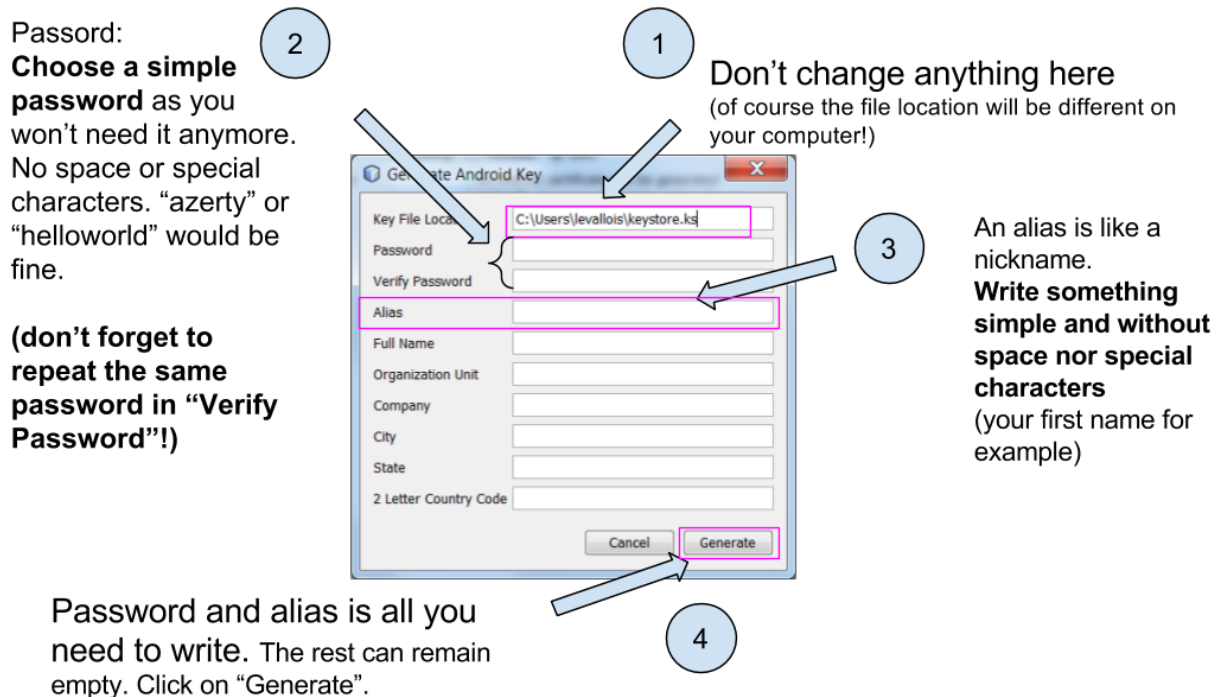 Passord:
Choose a simple
password as you
won't need it anymore.
No space or special
characters. “azerty” or
“helloworld” would be
fine.
(don't forget to
repeat the same
password in “Verify
Password”!)
2
1
Don't change anything here
(of course the file location will be different on
your computer!)
Android Key
Key File
C:\Users\levallois\keystore.ks
Password
Verify Password
Alias
Full Name
Organization Unit
Company
City
State
2 Letter Country Code
Cancel
Generate
3
An alias is like a
nickname.
Write something
simple and without
space nor special
characters
(your first name for
example)
Password and alias is all you
need to write. The rest can remain
empty. Click on “Generate”.
4